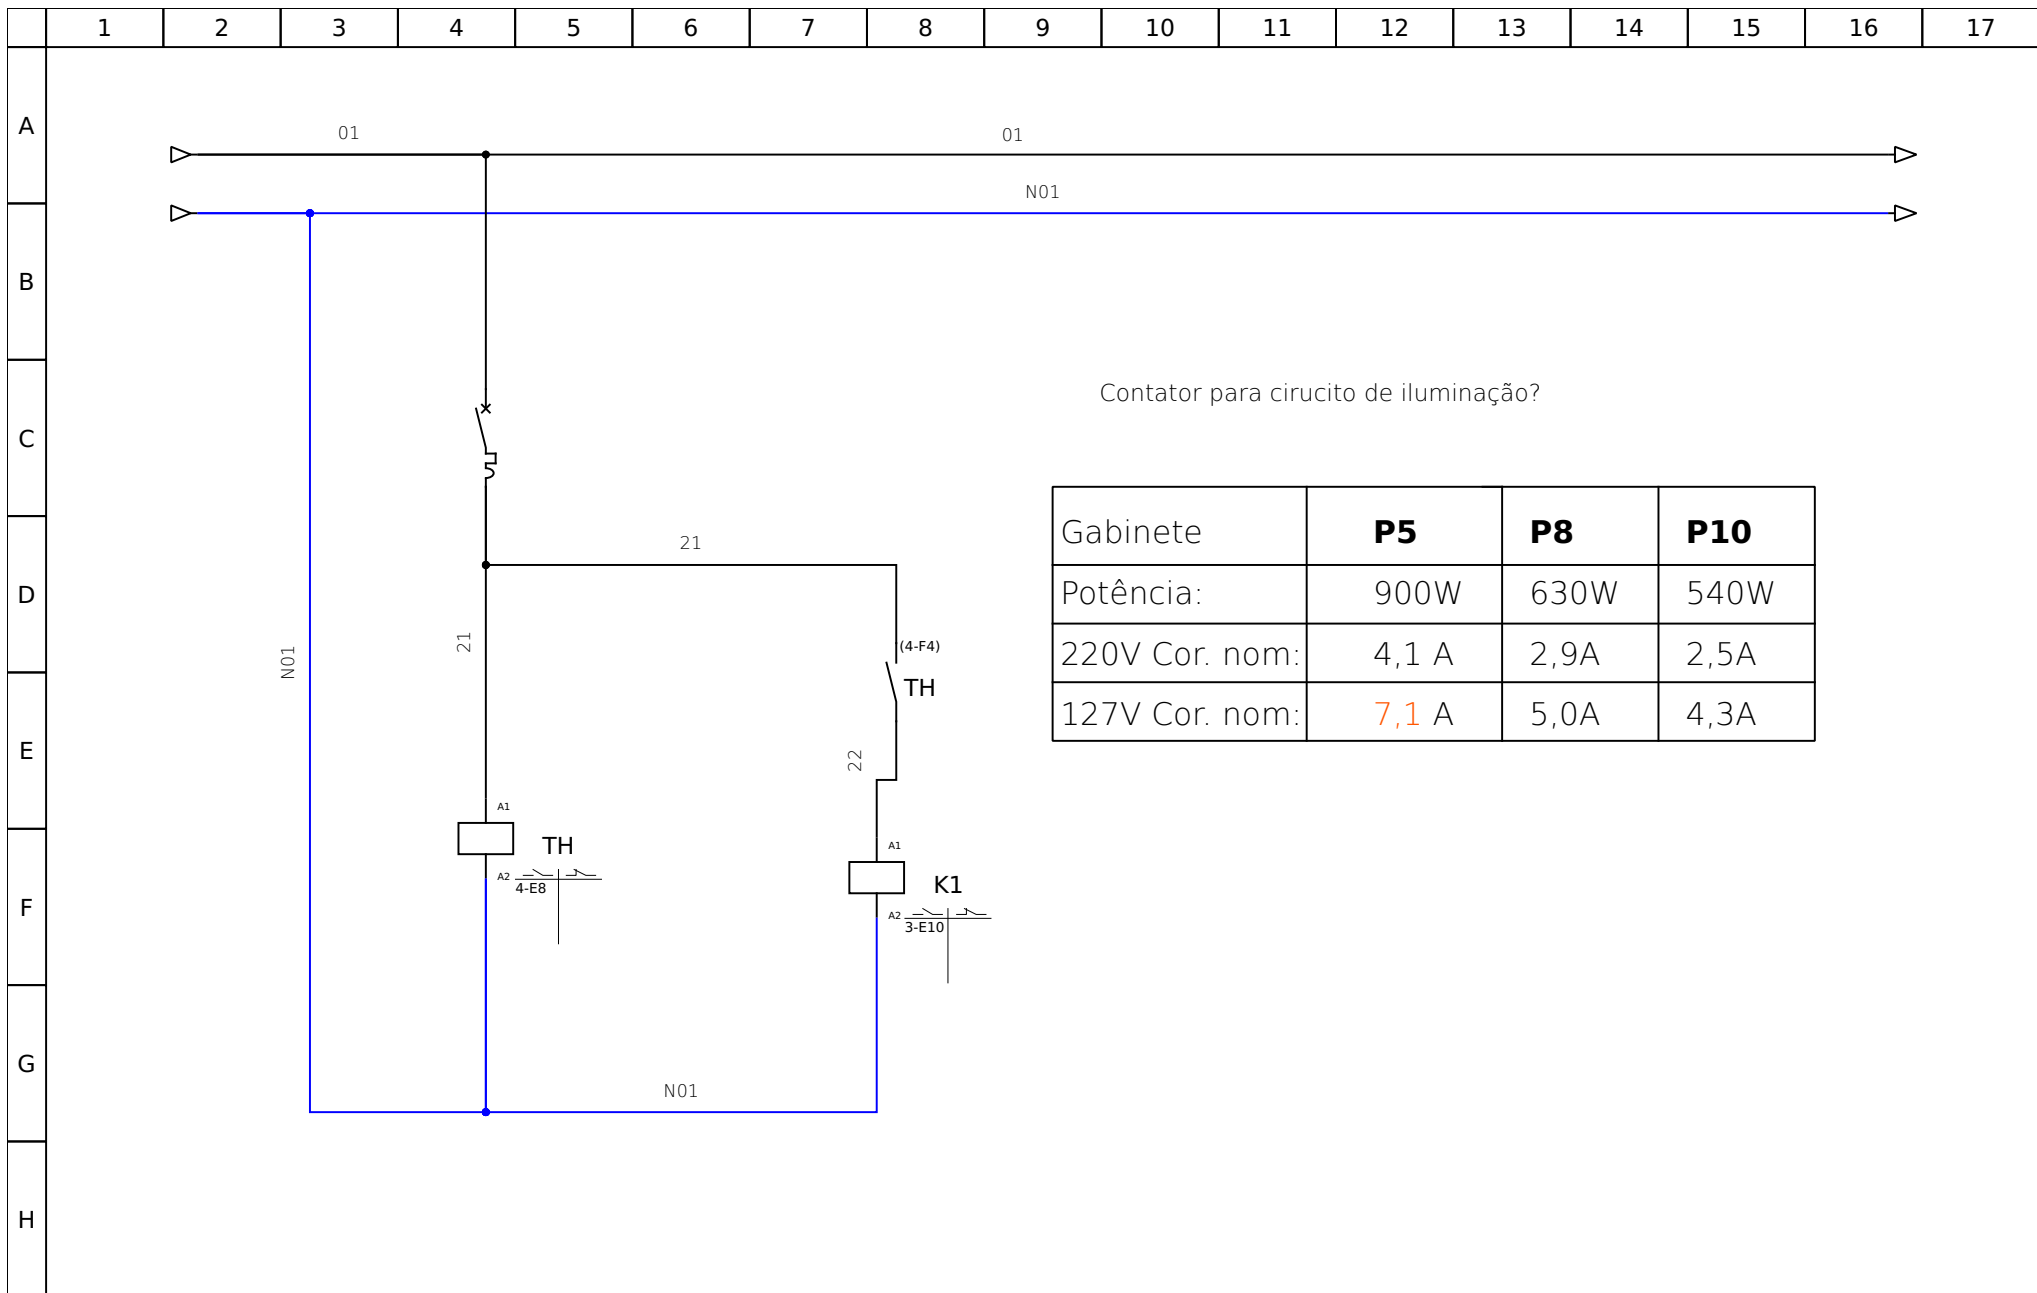 1 2 3 4 5 6 7 8 9 10 11 12 13 14 15 16 17
A
01 01
N01
B
Contator para cirucito de iluminação?
C
Gabinete P5 P8 P10
21
D
Potência: 900W 630W 540W
21
N01
(4-F4)
220V Cor. nom: 4,1 A 2,9A 2,5A
TH
127V Cor. nom: 7,1 A 5,0A 4,3A
E
22
A1
TH
A2
4-E8
A1
K1
A2
3-E10
F
G
N01
H